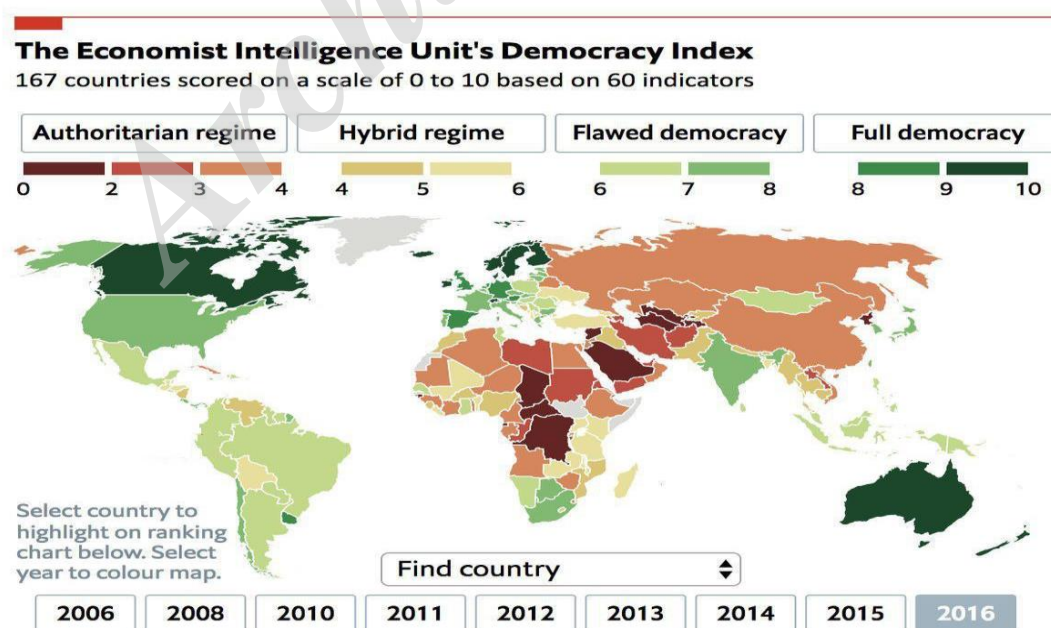 The Economist Intelligence Unit's Democracy Index
167 countries scored on a scale of 0 to 10 based on 60 indicators
Authoritarian regime Hybrid regime Flawed democracy Full democracy
0 2 3 4 4 5 6 6 7 8 8 9 10
Select country to
highlight on ranking
chart below. Select
year to colour map.
Find country
2006 2008 2010 2011 2012 2013 2014 2015 2016